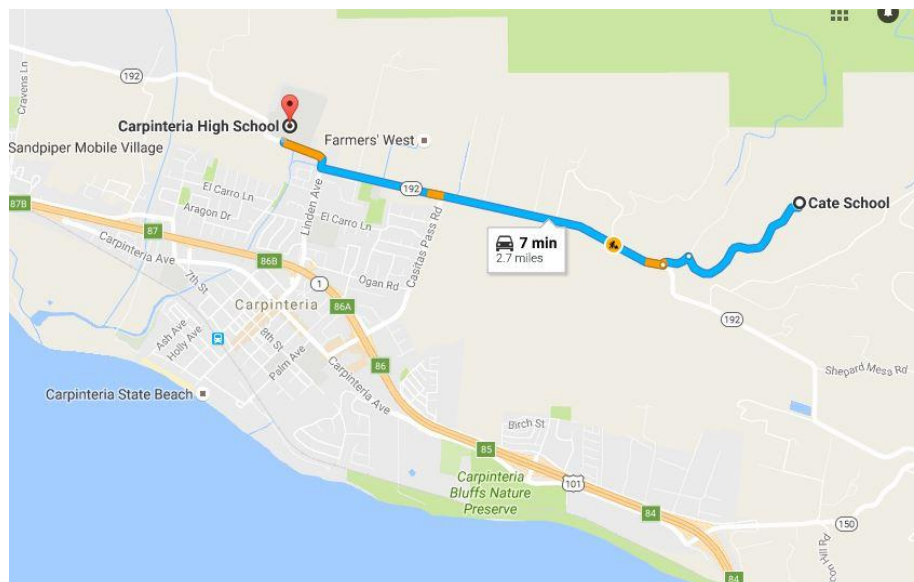 192
Cravens Ln
Carpinteria High School
Farmers' West
Sandpiper Mobile Village
El Carro Ln
Linden Ave
192
Cate School
87B
Aragon Dr
El Carro Ln
Casitas Pass Rd
87
Carpinteria Ave
7 min
2.7 miles
86B
7th St
1
Ogan Rd
Carpinteria
86A
192
Ash Ave
Holly Ave
8th St
Palm Ave
86
Shepard Mesa Rd
Carpinteria State Beach
Carpinteria Ave
Birch St
85
Carpinteria
Bluffs Nature
Preserve
101
84
150
84